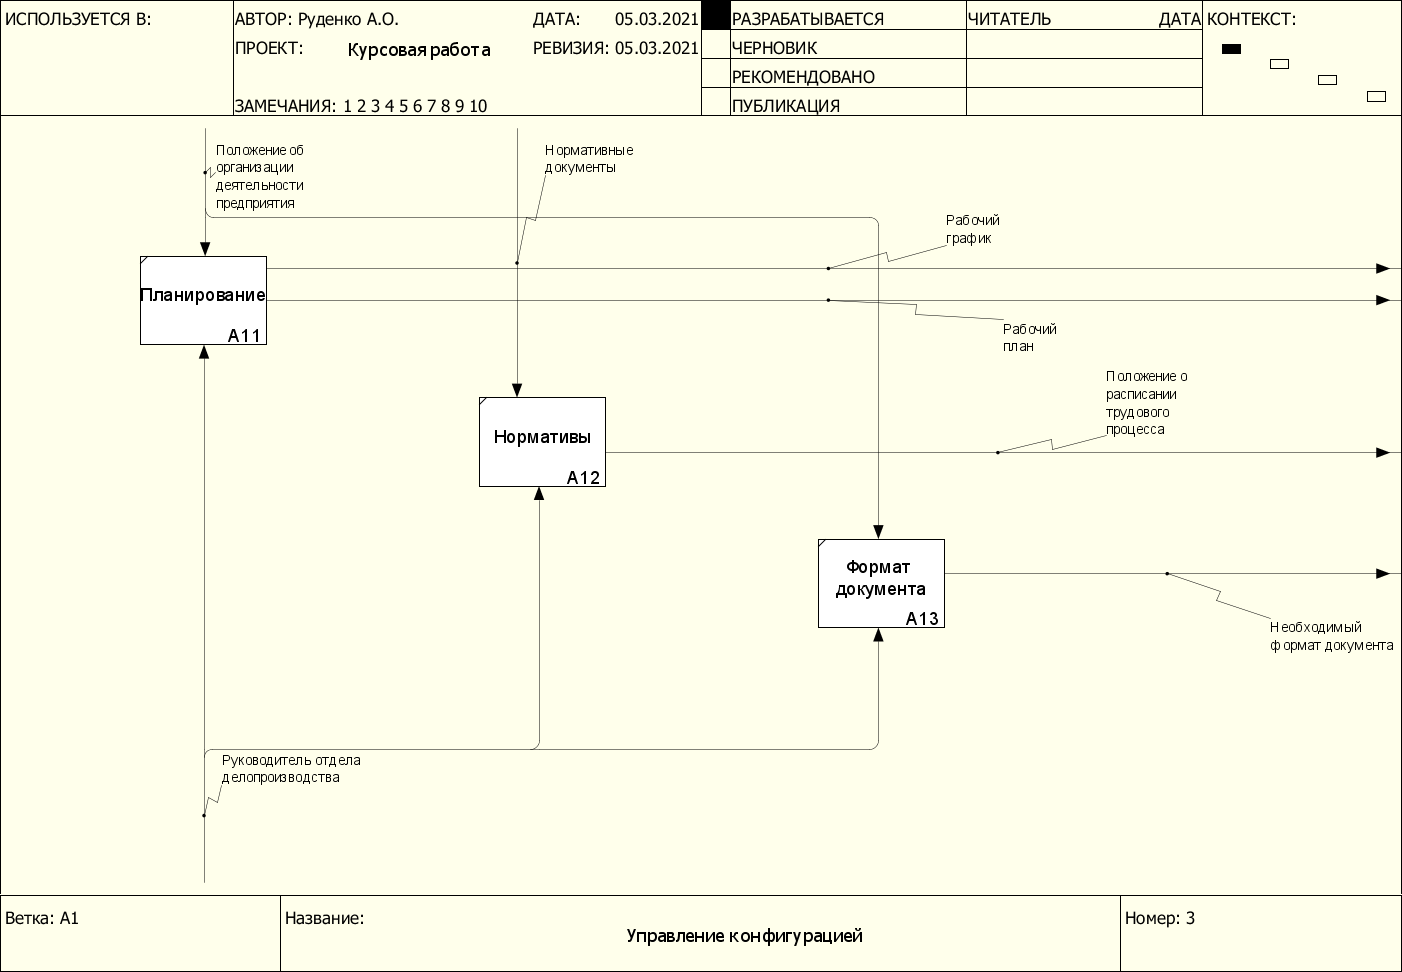 ИСПОЛЬЗУЕТСЯ В:
АВТОР: Руденко А.О.
ДАТА: 05.03.2021
ПРОЕКТ: Курсовая работа
РЕВИЗИЯ: 05.03.2021
ЗАМЕЧАНИЯ: 1 2 3 4 5 6 7 8 9 10
РАЗРАБАТЫВАЕТСЯ
ЧЕРНОВИК
РЕКОМЕНДОВАНО
ПУБЛИКАЦИЯ
ЧИТАТЕЛЬ
ДАТА
КОНТЕКСТ:
Положение об
организации
деятельности
предприятия
Нормативные
документы
Рабочий
график
Планирование
A11
Рабочий
план
Положение о
расписании
трудового
процесса
Нормативы
A12
Формат
документа
A13
Необходимый
формат документа
Руководитель отдела
делопроизводства
Ветка: A1
Название:
Управление конфигурацией
Номер: 3